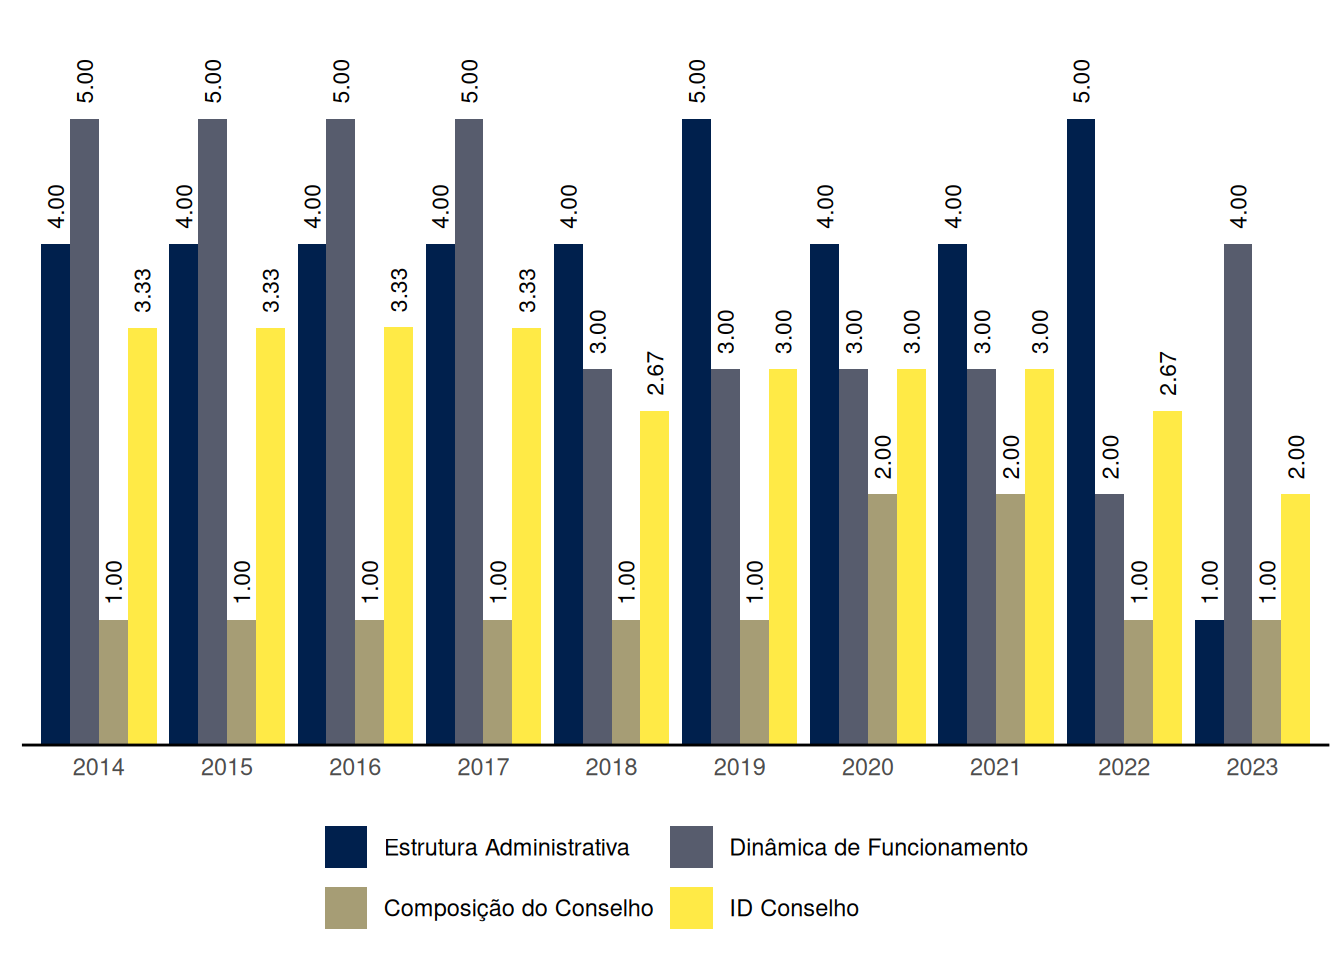 4.00 5.00 1.00 3.33 4.00 5.00 1.00 3.33 4.00 5.00 1.00 3.33 4.00 5.00 1.00 3.33 4.00 3.00 1.00 2.67 5.00 3.00 1.00 3.00 4.00 3.00 2.00 3.00 4.00 3.00 2.00 3.00 5.00 2.00 1.00 2.67 1.00 4.00 1.00 2.00
2014 2015 2016 2017 2018 2019 2020 2021 2022 2023
Estrutura Administrativa Dinâmica de Funcionamento
Composição do Conselho ID Conselho